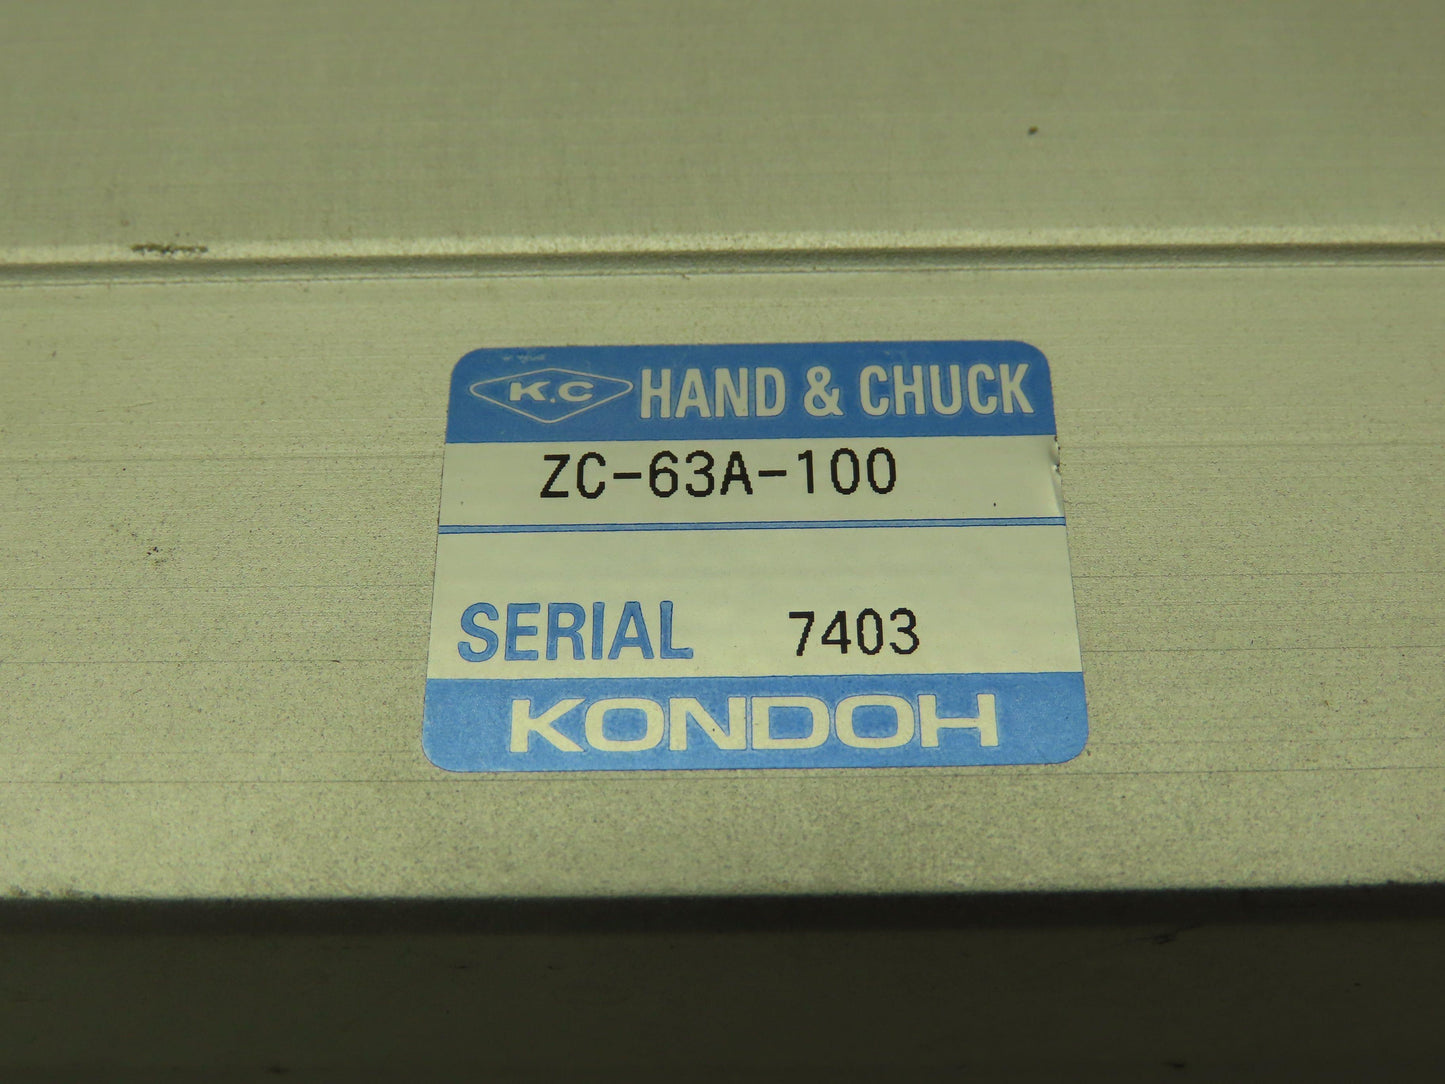 K.C HAND & CHUCK
ZC-63A-100
SERIAL 7403
KONDOH